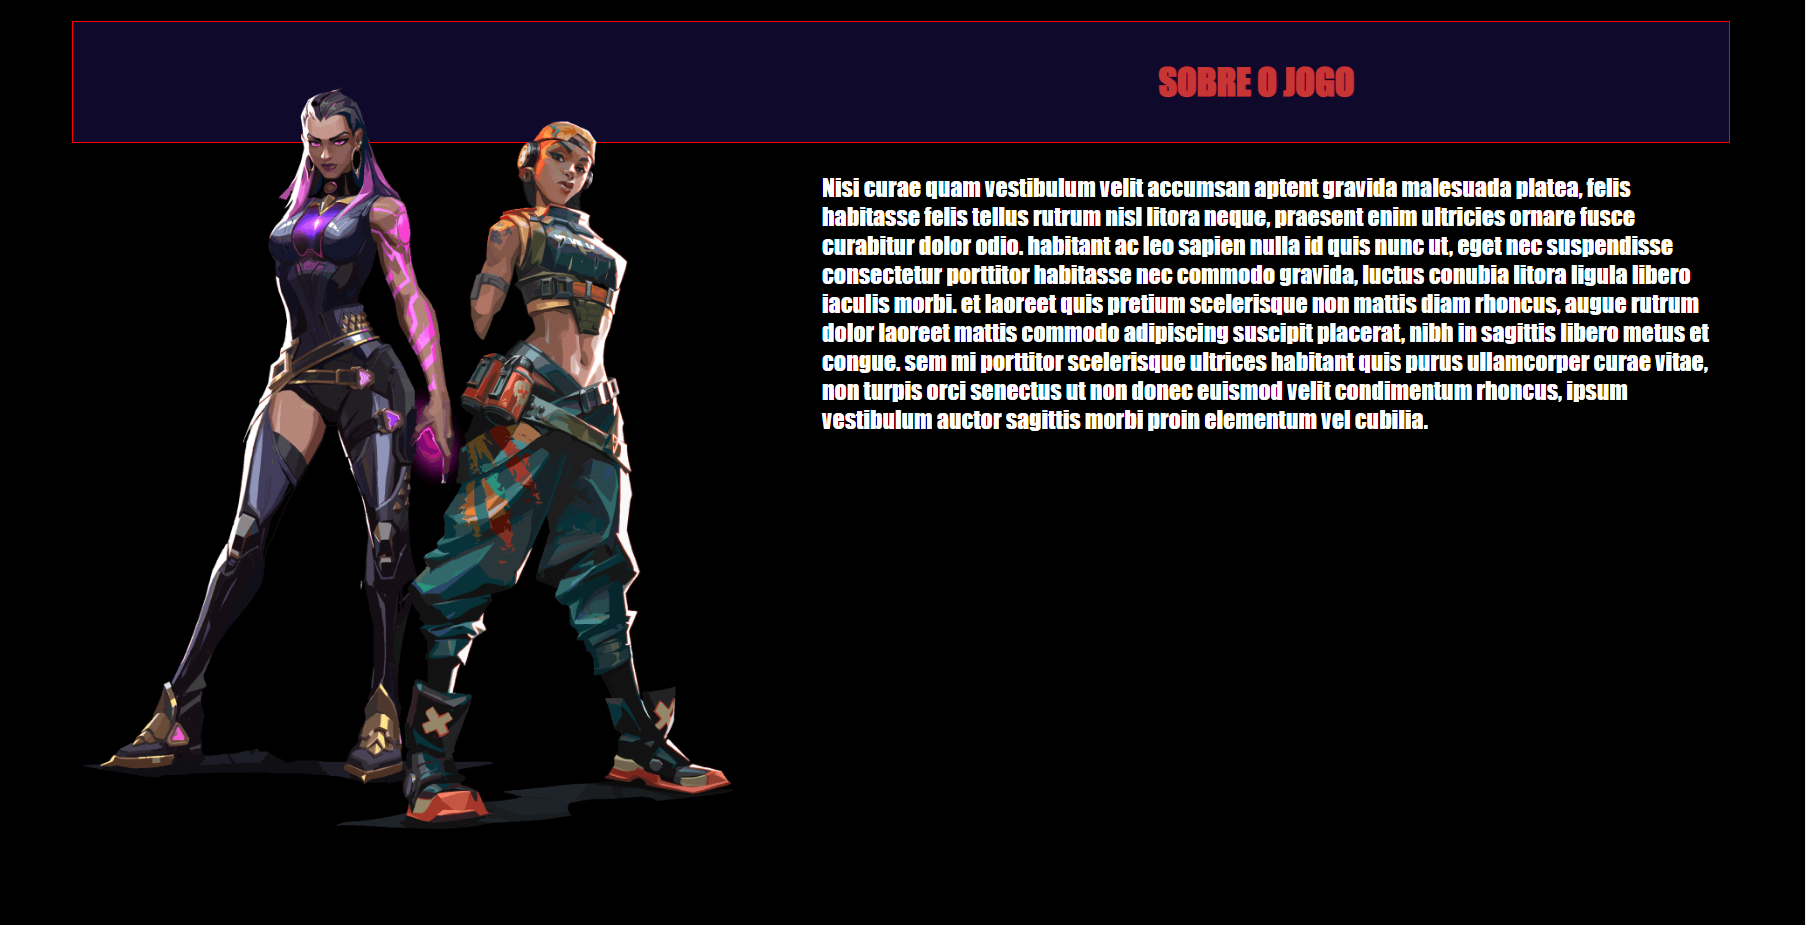 SOBRE O JOGO
Nisi curae quam vestibulum velit accumsan aptent gravida malesuada platea, felis
habitasse felis tellus rutrum nisl litora neque, praesent enim ultricies ornare fusce
curabitur dolor odio. habitant ac leo sapien nulla id quis nunc ut, eget nec suspendisse
consectetur porttitor habitasse nec commodo gravida, luctus conubia litora ligula libero
iaculis morbi. et laoreet quis pretium scelerisque non mattis diam rhoncus, augue rutrum
dolor laoreet mattis commodo adipiscing suscipit placerat, nibh in sagittis libero metus et
congue. sem mi porttitor scelerisque ultrices habitant quis purus ullamcorper curae vitae,
non turpis orci senectus ut non donec euismod velit condimentum rhoncus, ipsum
vestibulum auctor sagittis morbi proin elementum vel cubilia.